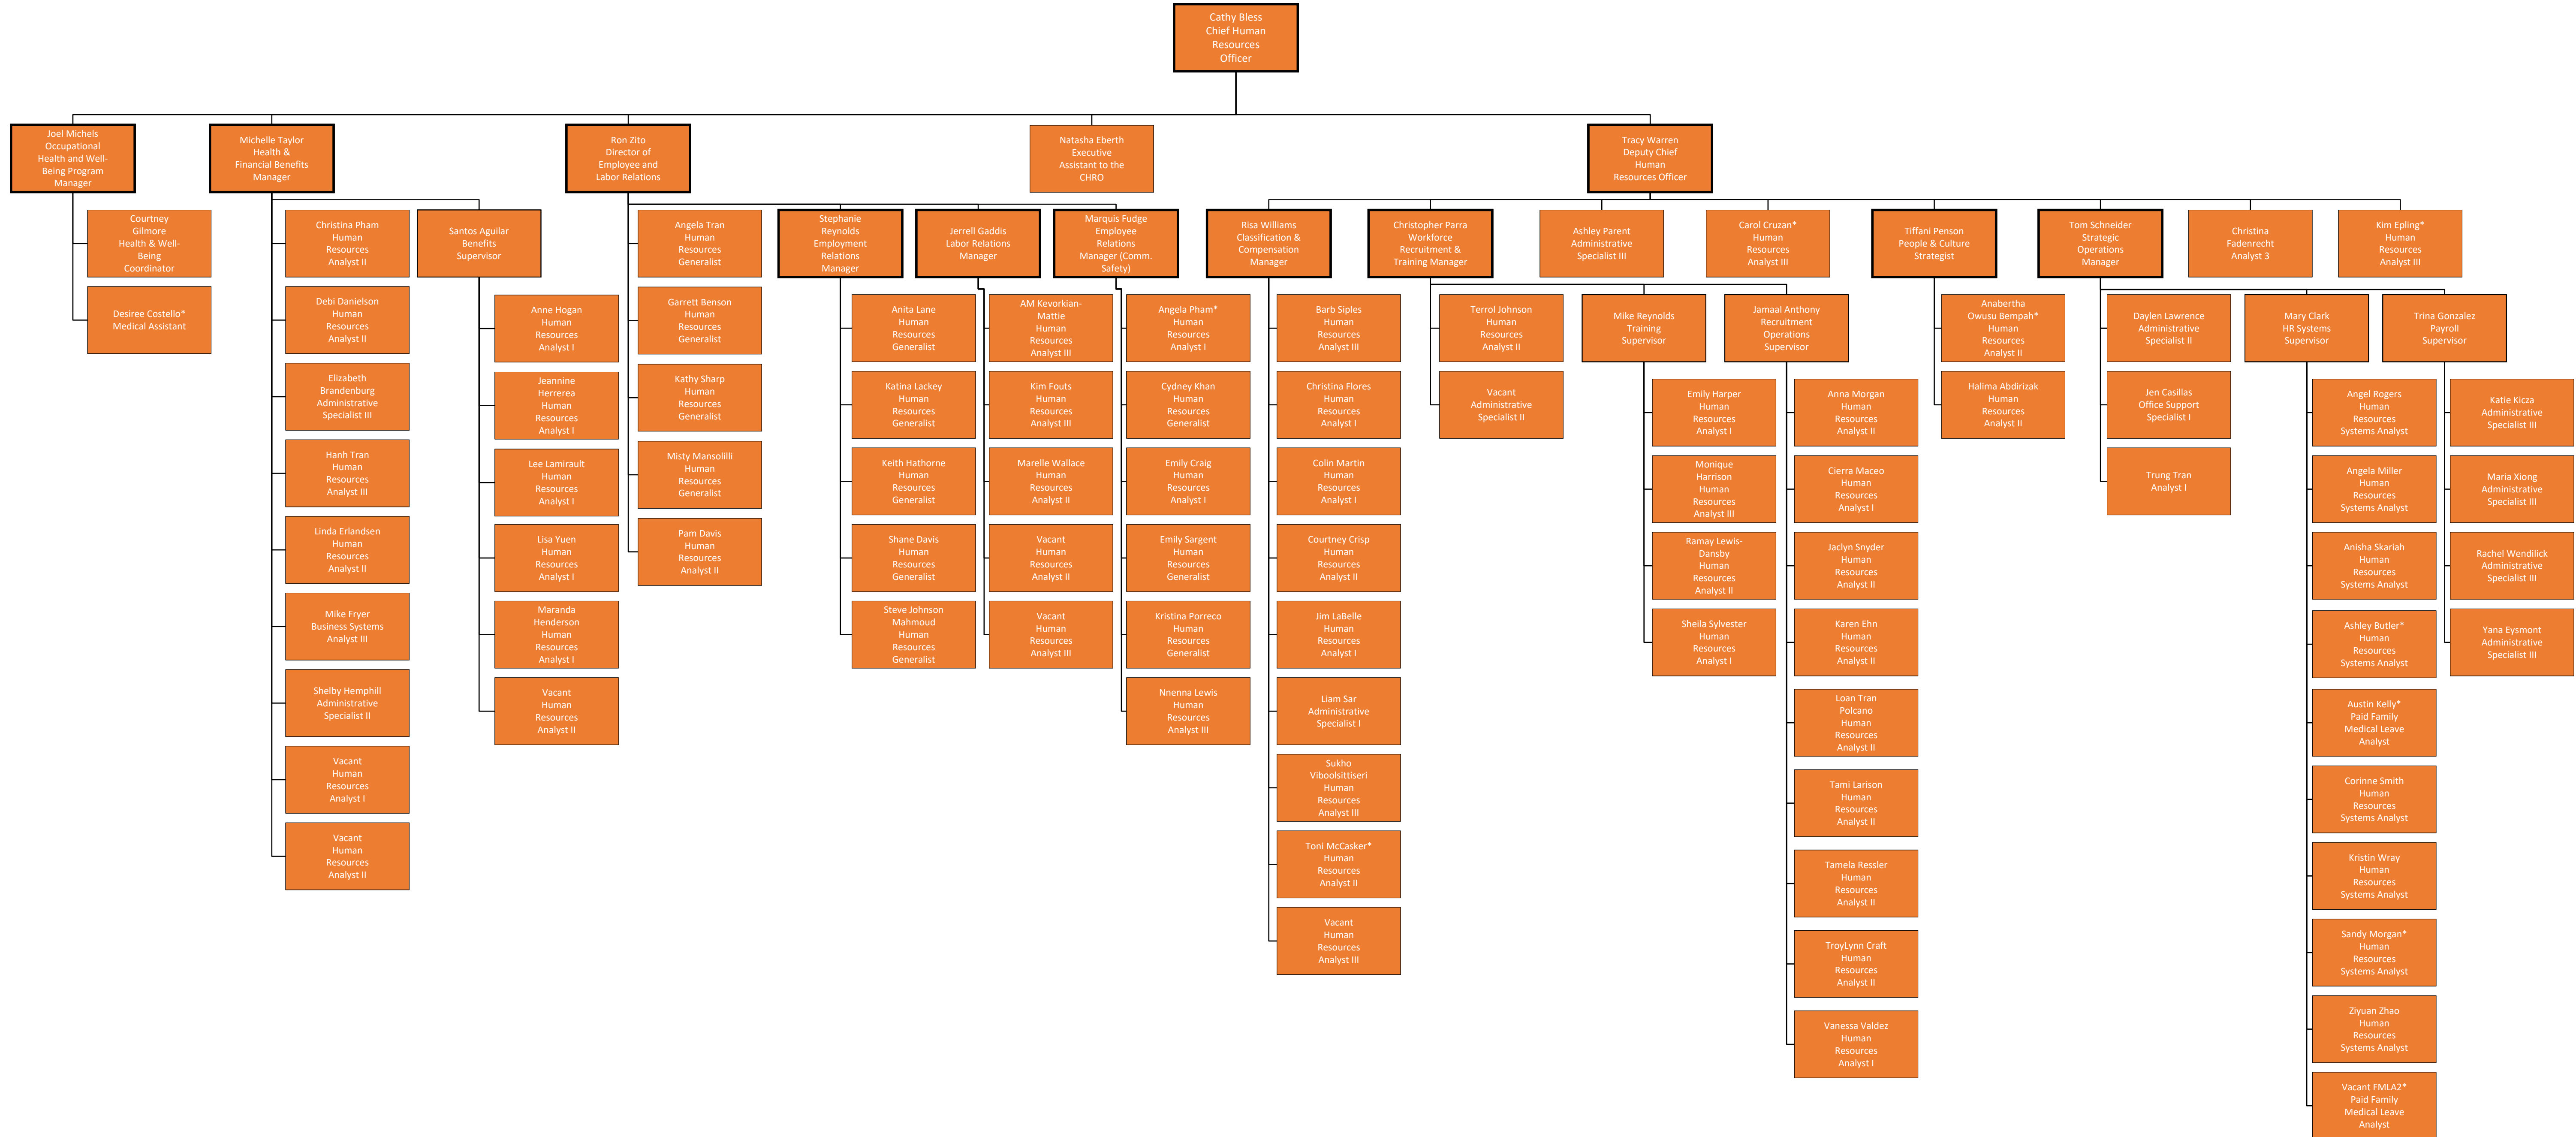 Cathy Bless
Chief Human
Resources
Officer
Joel Michels
Occupational
Health and Well-
Being Program
Manager
Michelle Taylor
Health &
Financial Benefits
Manager
Ron Zito
Director of
Employee and
Labor Relations
Natasha Eberth
Executive
Assistant to the
CHRO
Tracy Warren
Deputy Chief
Human
Resources Officer
Courtney
Gilmore
Health & Well-
Being
Coordinator
Desiree Costello*
Medical Assistant
Christina Pham
Human
Resources
Analyst II
Debi Danielson
Human
Resources
Analyst II
Elizabeth
Brandenburg
Administrative
Specialist III
Hanh Tran
Human
Resources
Analyst III
Linda Erlandsen
Human
Resources
Analyst II
Mike Fryer
Business Systems
Analyst III
Shelby Hemphill
Administrative
Specialist II
Vacant
Human
Resources
Analyst I
Vacant
Human
Resources
Analyst II
Santos Aguilar
Benefits
Supervisor
Anne Hogan
Human
Resources
Analyst I
Jeannine
Herrerea
Human
Resources
Analyst I
Lee Lamirault
Human
Resources
Analyst I
Lisa Yuen
Human
Resources
Analyst I
Maranda
Henderson
Human
Resources
Analyst I
Vacant
Human
Resources
Analyst II
Angela Tran
Human
Resources
Generalist
Garrett Benson
Human
Resources
Generalist
Kathy Sharp
Human
Resources
Generalist
Misty Mansolilli
Human
Resources
Generalist
Pam Davis
Human
Resources
Analyst II
Stephanie
Reynolds
Employment
Relations
Manager
Anita Lane
Human
Resources
Generalist
Katina Lackey
Human
Resources
Generalist
Keith Hathorne
Human
Resources
Generalist
Shane Davis
Human
Resources
Generalist
Steve Johnson
Mahmoud
Human
Resources
Generalist
Jerrell Gaddis
Labor Relations
Manager
AM Kevorkian-
Mattie
Human
Resources
Analyst III
Kim Fouts
Human
Resources
Analyst III
Marelle Wallace
Human
Resources
Analyst II
Vacant
Human
Resources
Analyst II
Vacant
Human
Resources
Analyst III
Marquis Fudge
Employee
Relations
Manager (Comm.
Safety)
Angela Pham*
Human
Resources
Analyst I
Cydney Khan
Human
Resources
Generalist
Emily Craig
Human
Resources
Analyst I
Emily Sargent
Human
Resources
Generalist
Kristina Porreco
Human
Resources
Generalist
Nnenna Lewis
Human
Resources
Analyst III
Risa Williams
Classification &
Compensation
Manager
Barb Siples
Human
Resources
Analyst III
Christina Flores
Human
Resources
Analyst I
Colin Martin
Human
Resources
Analyst I
Courtney Crisp
Human
Resources
Analyst II
Jim LaBelle
Human
Resources
Analyst I
Liam Sar
Administrative
Specialist I
Sukho
Viboolsittiseri
Human
Resources
Analyst III
Toni McCasker*
Human
Resources
Analyst II
Vacant
Human
Resources
Analyst III
Christopher Parra
Workforce
Recruitment &
Training Manager
Terrol Johnson
Human
Resources
Analyst II
Vacant
Administrative
Specialist II
Mike Reynolds
Training
Supervisor
Emily Harper
Human
Resources
Analyst I
Monique
Harrison
Human
Resources
Analyst III
Ramay Lewis-
Dansby
Human
Resources
Analyst II
Sheila Sylvester
Human
Resources
Analyst I
Jamaal Anthony
Recruitment
Operations
Supervisor
Anna Morgan
Human
Resources
Analyst II
Cierra Maceo
Human
Resources
Analyst I
Jaclyn Snyder
Human
Resources
Analyst II
Karen Ehn
Human
Resources
Analyst II
Loan Tran
Polcano
Human
Resources
Analyst II
Tami Larison
Human
Resources
Analyst II
Tamela Ressler
Human
Resources
Analyst II
TroyLynn Craft
Human
Resources
Analyst II
Vanessa Valdez
Human
Resources
Analyst I
Ashley Parent
Administrative
Specialist III
Carol Cruzan*
Human
Resources
Analyst III
Tiffani Penson
People & Culture
Strategist
Anabertha
Owusu Bempah*
Human
Resources
Analyst II
Halima Abdirizak
Human
Resources
Analyst II
Tom Schneider
Strategic
Operations
Manager
Daylen Lawrence
Administrative
Specialist II
Jen Casillas
Office Support
Specialist I
Trung Tran
Analyst I
Mary Clark
HR Systems
Supervisor
Angel Rogers
Human
Resources
Systems Analyst
Angela Miller
Human
Resources
Systems Analyst
Anisha Skariah
Human
Resources
Systems Analyst
Ashley Butler*
Human
Resources
Systems Analyst
Austin Kelly*
Paid Family
Medical Leave
Analyst
Corinne Smith
Human
Resources
Systems Analyst
Kristin Wray
Human
Resources
Systems Analyst
Sandy Morgan*
Human
Resources
Systems Analyst
Ziyuan Zhao
Human
Resources
Systems Analyst
Vacant FMLA2*
Paid Family
Medical Leave
Analyst
Trina Gonzalez
Payroll
Supervisor
Katie Kicza
Administrative
Specialist III
Maria Xiong
Administrative
Specialist III
Rachel Wendilick
Administrative
Specialist III
Yana Eysmont
Administrative
Specialist III
Christina
Fadenrecht
Analyst 3
Kim Epling*
Human
Resources
Analyst III